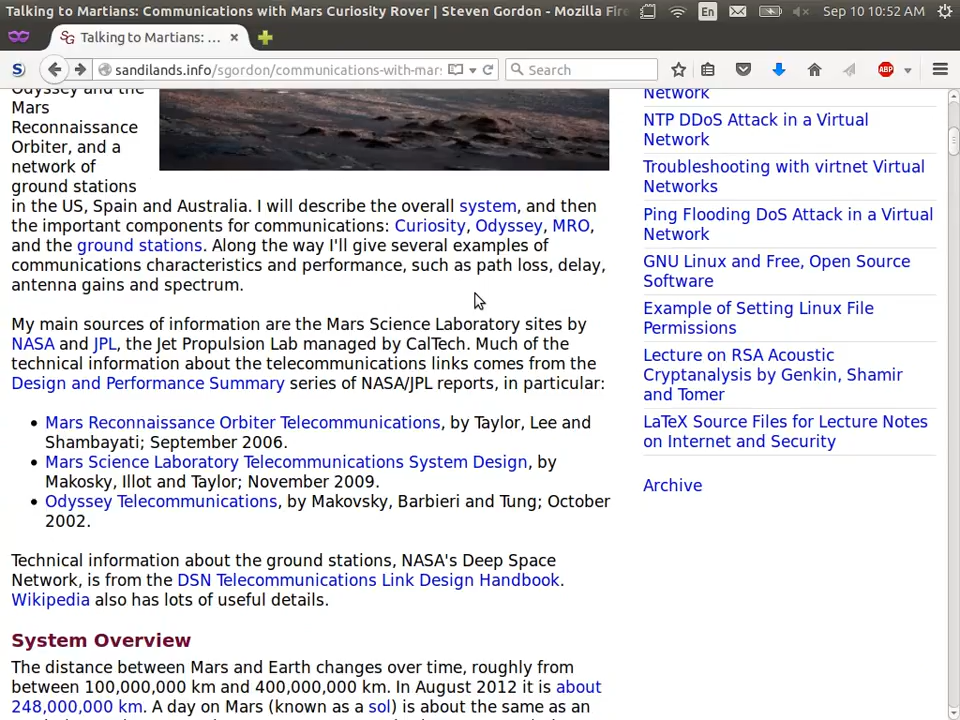 Talking to Martians: Communications with Mars Curiosity Rover | Steven Gordon - Mozilla Fire
En
Sep 10 10:52 AM
SG Talking to Martians: ... ×
S sandilands.info/sgordon/communications-with-mars
Search
ABP
Odyssey and the
Mars
Reconnaissance
Orbiter, and a
network of
ground stations
in the US, Spain and Australia. I will describe the overall system, and then
the important components for communications: Curiosity, Odyssey, MRO,
and the ground stations. Along the way I'll give several examples of
communications characteristics and performance, such as path loss, delay,
antenna gains and spectrum.
My main sources of information are the Mars Science Laboratory sites by
NASA and JPL, the Jet Propulsion Lab managed by CalTech. Much of the
technical information about the telecommunications links comes from the
Design and Performance Summary series of NASA/JPL reports, in particular:
• Mars Reconnaissance Orbiter Telecommunications, by Taylor, Lee and
Shambayati; September 2006.
• Mars Science Laboratory Telecommunications System Design, by
Makosky, Illot and Taylor; November 2009.
• Odyssey Telecommunications, by Makovsky, Barbieri and Tung; October
2002.
Technical information about the ground stations, NASA's Deep Space
Network, is from the DSN Telecommunications Link Design Handbook.
Wikipedia also has lots of useful details.
System Overview
The distance between Mars and Earth changes over time, roughly from
between 100,000,000 km and 400,000,000 km. In August 2012 it is about
248,000,000 km. A day on Mars (known as a sol) is about the same as an
Network
NTP DDoS Attack in a Virtual
Network
Troubleshooting with virtnet Virtual
Networks
Ping Flooding DoS Attack in a Virtual
Network
GNU Linux and Free, Open Source
Software
Example of Setting Linux File
Permissions
Lecture on RSA Acoustic
Cryptanalysis by Genkin, Shamir
and Tomer
LaTeX Source Files for Lecture Notes
on Internet and Security
Archive